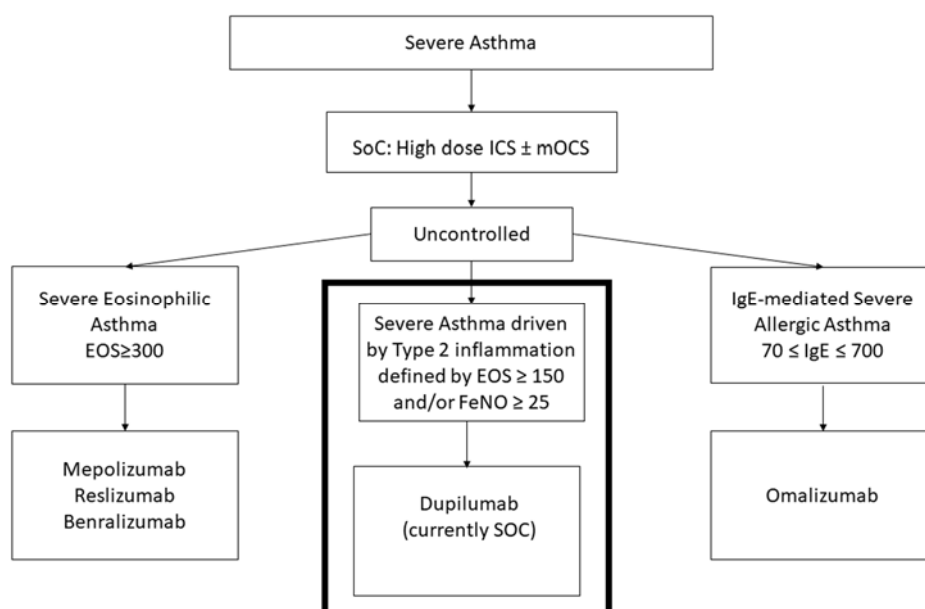 Severe Asthma
SoC: High dose ICS ± mOCS
Uncontrolled
Severe Eosinophilic
Asthma
EOS≥300
Severe Asthma driven
by Type 2 inflammation
defined by EOS ≥ 150
and/or FeNO ≥ 25
IgE-mediated Severe
Allergic Asthma
70 ≤ IgE ≤ 700
Mepolizumab
Reslizumab
Benralizumab
Dupilumab
(currently SOC)
Omalizumab